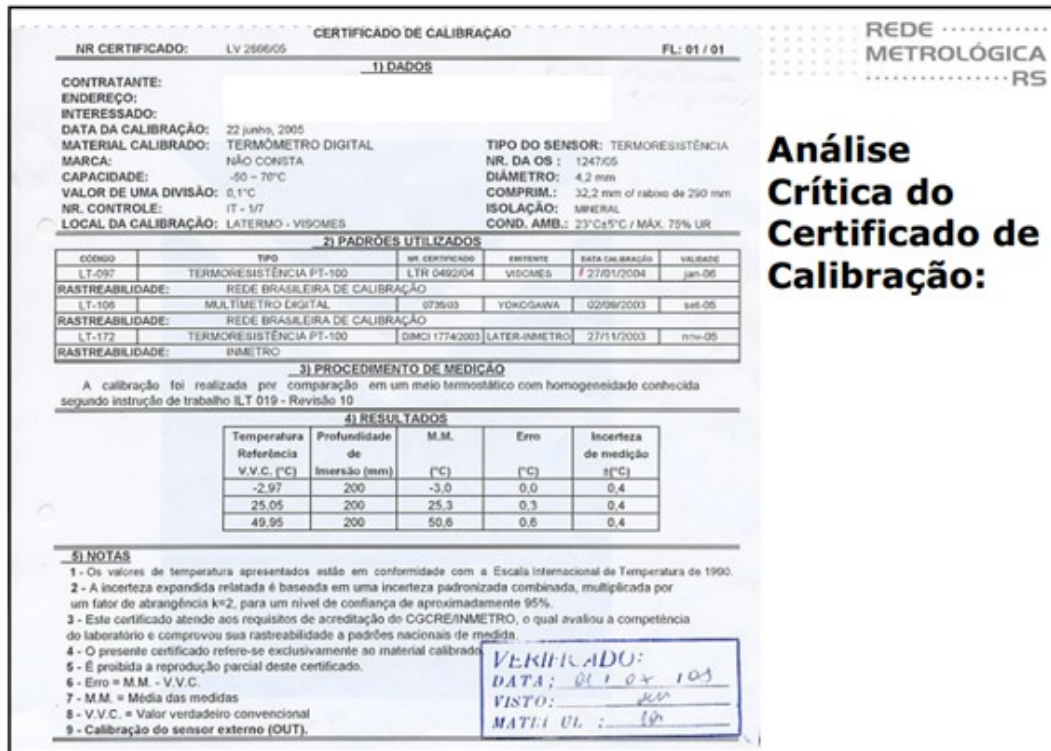 CERTIFICADO DE CALIBRAÇÃO
NR CERTIFICADO: LV 2666/05 FL: 01 / 01
1) DADOS
CONTRATANTE:
ENDEREÇO:
INTERESSADO:
DATA DA CALIBRAÇÃO: 22 junho, 2005
MATERIAL CALIBRADO: TERMÔMETRO DIGITAL TIPO DO SENSOR: TERMORESISTÊNCIA
MARCA: NÃO CONSTA NR. DA OS : 1247/05
CAPACIDADE: -50 ~ 70°C DIÂMETRO: 4,2 mm
VALOR DE UMA DIVISÃO: 0,1°C COMPRIM.: 32,2 mm c/ rabixo de 290 mm
NR. CONTROLE: IT - 1/7 ISOLAÇÃO: MINERAL
LOCAL DA CALIBRAÇÃO: LATERMO - VISOMES COND. AMB.: 23°C±5°C / MÁX. 75% UR
2) PADRÕES UTILIZADOS
CÓDIGO TIPO NR. CERTIFICADO EMITENTE DATA CALIBRAÇÃO VALIDADE
LT-097 TERMORESISTÊNCIA PT-100 LTR 0492/04 VISOMES 27/01/2004 jan-06
RASTREABILIDADE: REDE BRASILEIRA DE CALIBRAÇÃO
LT-106 MULTÍMETRO DIGITAL 0735/03 YOKOGAWA 02/09/2003 set-05
RASTREABILIDADE: REDE BRASILEIRA DE CALIBRAÇÃO
LT-172 TERMORESISTÊNCIA PT-100 DIMCI 1774/2003 LATER-INMETRO 27/11/2003 nov-05
RASTREABILIDADE: INMETRO
3) PROCEDIMENTO DE MEDIÇÃO
A calibração foi realizada por comparação em um meio termostático com homogeneidade conhecida
segundo instrução de trabalho ILT 019 - Revisão 10
4) RESULTADOS
Temperatura Profundidade M.M. Erro Incerteza
Referência de de medição
V.V.C. (°C) Imersão (mm) (°C) (°C) ±(°C)
-2,97 200 -3,0 0,0 0,4
25,05 200 25,3 0,3 0,4
49,95 200 50,6 0,6 0,4
5) NOTAS
1 - Os valores de temperatura apresentados estão em conformidade com a Escala Internacional de Temperatura de 1990.
2 - A incerteza expandida relatada é baseada em uma incerteza padronizada combinada, multiplicada por
um fator de abrangência k=2, para um nível de confiança de aproximadamente 95%.
3 - Este certificado atende aos requisitos de acreditação do CGCRE/INMETRO, o qual avaliou a competência
do laboratório e comprovou sua rastreabilidade a padrões nacionais de medida.
4 - O presente certificado refere-se exclusivamente ao material calibrado
5 - É proibida a reprodução parcial deste certificado.
6 - Erro = M.M. - V.V.C.
7 - M.M. = Média das medidas
8 - V.V.C. = Valor verdadeiro convencional
9 - Calibração do sensor externo (OUT).
VERIFICADO:
DATA:
VISTO:
REDE
METROLÓGICA
RS
Análise
Crítica do
Certificado de
Calibração: